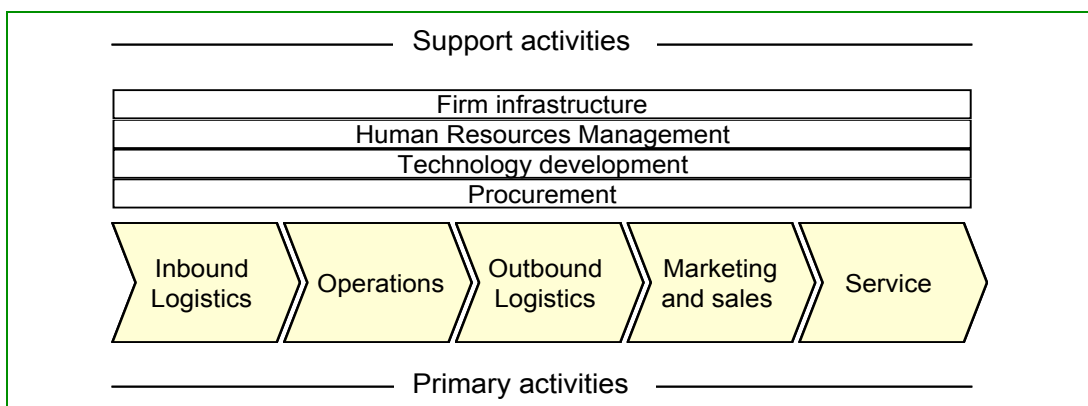 Support activities
Firm infrastructure
Human Resources Management
Technology development
Procurement
Inbound
Logistics
Operations
Outbound
Logistics
Marketing
and sales
Service
Primary activities